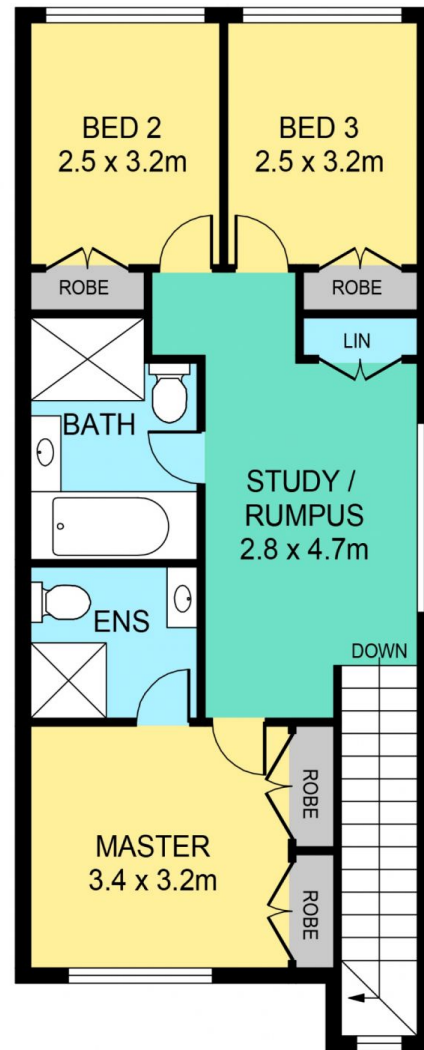 BED 2
2.5 x 3.2m
BED 3
2.5 x 3.2m
ROBE
ROBE
LIN
BATH
STUDY /
RUMPUS
2.8 x 4.7m
ENS
DOWN
MASTER
3.4 x 3.2m
ROBE
ROBE